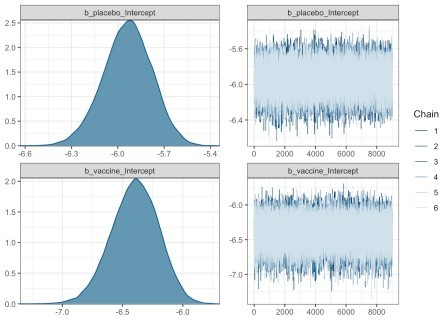 b_placebo_Intercept
2.5
2.0
1.5
1.0
0.5
0.0
-6.6 -6.3 -6.0 -5.7 -5.4
b_placebo_Intercept
-5.6
-6.0
-6.4
0 2000 4000 6000 8000
b_vaccine_Intercept
2.0
1.5
1.0
0.5
0.0
-7.0 -6.5 -6.0
b_vaccine_Intercept
-6.0
-6.5
-7.0
0 2000 4000 6000 8000
Chain
1
2
3
4
5
6